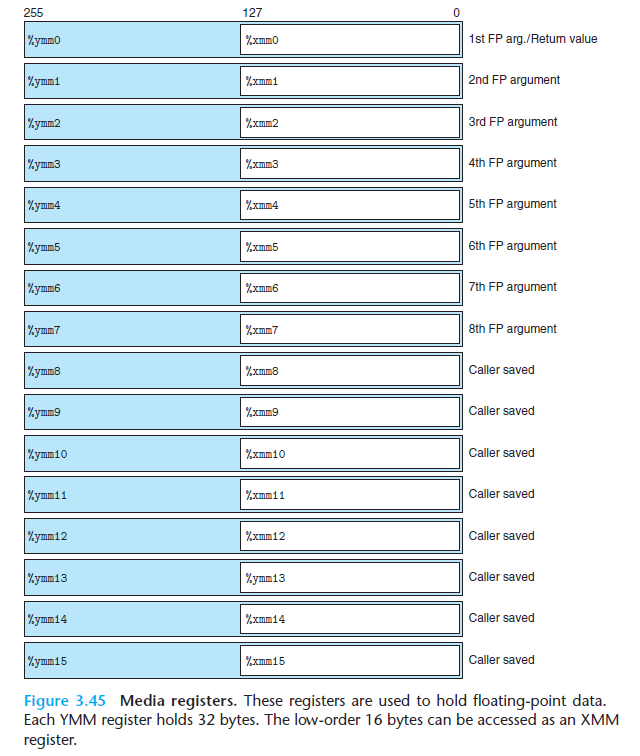 255 127 0
%ymm0 %xmm0 1st FP arg./Return value
%ymm1 %xmm1 2nd FP argument
%ymm2 %xmm2 3rd FP argument
%ymm3 %xmm3 4th FP argument
%ymm4 %xmm4 5th FP argument
%ymm5 %xmm5 6th FP argument
%ymm6 %xmm6 7th FP argument
%ymm7 %xmm7 8th FP argument
%ymm8 %xmm8 Caller saved
%ymm9 %xmm9 Caller saved
%ymm10 %xmm10 Caller saved
%ymm11 %xmm11 Caller saved
%ymm12 %xmm12 Caller saved
%ymm13 %ymm13 Caller saved
%ymm14 %xmm14 Caller saved
%ymm15 %xmm15 Caller saved
Figure 3.45 Media registers. These registers are used to hold floating-point data.
Each YMM register holds 32 bytes. The low-order 16 bytes can be accessed as an XMM
register.